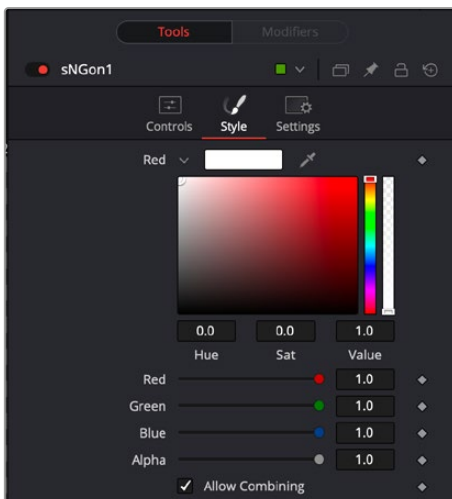 Tools Modifiers
sNGon1
Controls Style Settings
Red
0.0 0.0 1.0
Hue Sat Value
Red 1.0
Green 1.0
Blue 1.0
Alpha 1.0
Allow Combining